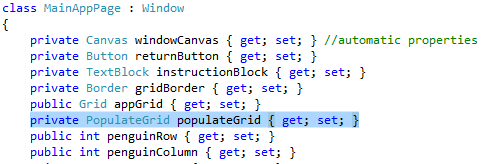 class MainAppPage : Window
{
private Canvas windowCanvas { get; set; } //automatic properties
private Button returnButton { get; set; }
private TextBlock instructionBlock { get; set; }
private Border gridBorder { get; set; }
public Grid appGrid { get; set; }
private PopulateGrid populateGrid { get; set; }
public int penguinRow { get; set; }
public int penguinColumn { get; set; }